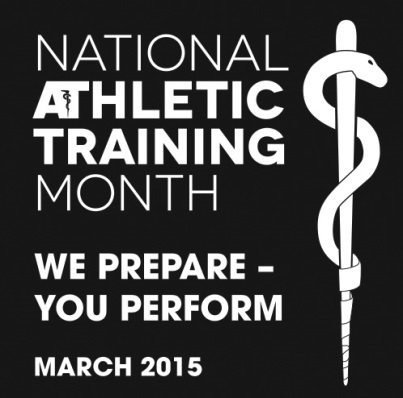 NATIONAL
ATHLETIC
TRAINING
MONTH
WE PREPARE –
YOU PERFORM
MARCH 2015